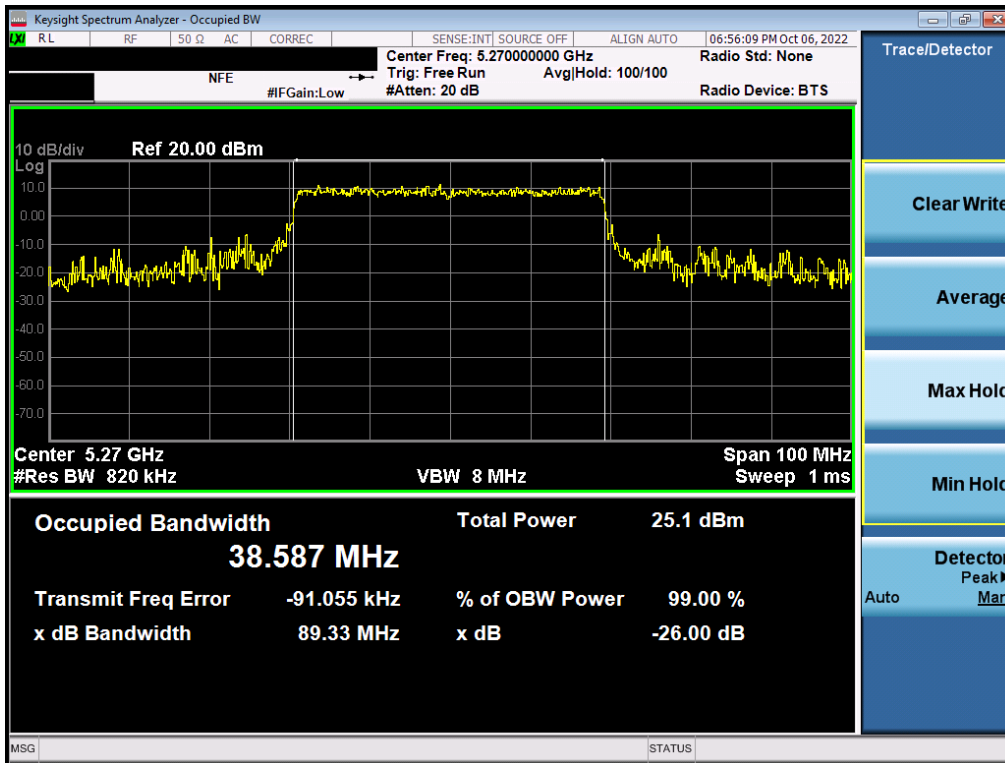 Keysight Spectrum Analyzer - Occupied BW
LXI RL RF 50 Ω AC CORREC SENSE:INT SOURCE OFF ALIGN AUTO 06:56:09 PM Oct 06, 2022
Center Freq: 5.270000000 GHz Radio Std: None
NFE Trig: Free Run Avg|Hold: 100/100
#IFGain:Low #Atten: 20 dB Radio Device: BTS
10 dB/div Ref 20.00 dBm
Log
10.0
0.00
-10.0
-20.0
-30.0
-40.0
-50.0
-60.0
-70.0
Center 5.27 GHz Span 100 MHz
#Res BW 820 kHz VBW 8 MHz Sweep 1 ms
Occupied Bandwidth Total Power 25.1 dBm
38.587 MHz
Transmit Freq Error -91.055 kHz % of OBW Power 99.00 %
x dB Bandwidth 89.33 MHz x dB -26.00 dB
MSG STATUS
Trace/Detector
Clear Write
Average
Max Hold
Min Hold
Detector
Peak▶
Auto Man